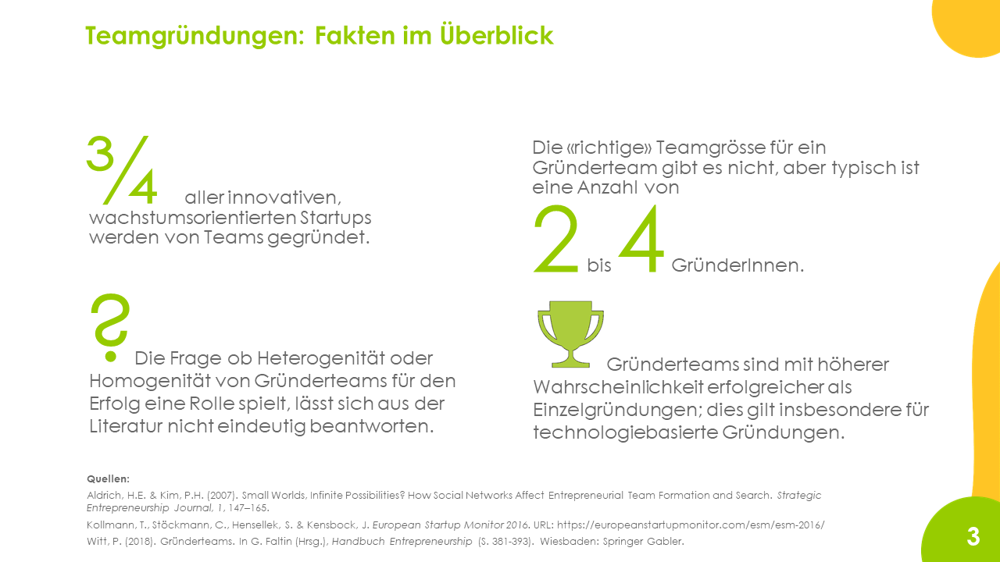 Teamgründungen: Fakten im Überblick
¾ aller innovativen,
wachstumsorientierten Startups
werden von Teams gegründet.
Die «richtige» Teamgrösse für ein
Gründerteam gibt es nicht, aber typisch ist
eine Anzahl von
2 bis 4 GründerInnen.
? Die Frage ob Heterogenität oder
Homogenität von Gründerteams für den
Erfolg eine Rolle spielt, lässt sich aus der
Literatur nicht eindeutig beantworten.
Gründerteams sind mit höherer
Wahrscheinlichkeit erfolgreicher als
Einzelgründungen; dies gilt insbesondere für
technologiebasierte Gründungen.
Quellen:
Aldrich, H.E. & Kim, P.H. (2007). Small Worlds, Infinite Possibilities? How Social Networks Affect Entrepreneurial Team Formation and Search. Strategic
Entrepreneurship Journal, 1, 147–165.
Kollmann, T., Stöckmann, C., Hensellek, S. & Kensbock, J. European Startup Monitor 2016. URL: https://europeanstartupmonitor.com/esm/esm-2016/
Witt, P. (2018). Gründerteams. In G. Faltin (Hrsg.), Handbuch Entrepreneurship (S. 381-393). Wiesbaden: Springer Gabler.
3